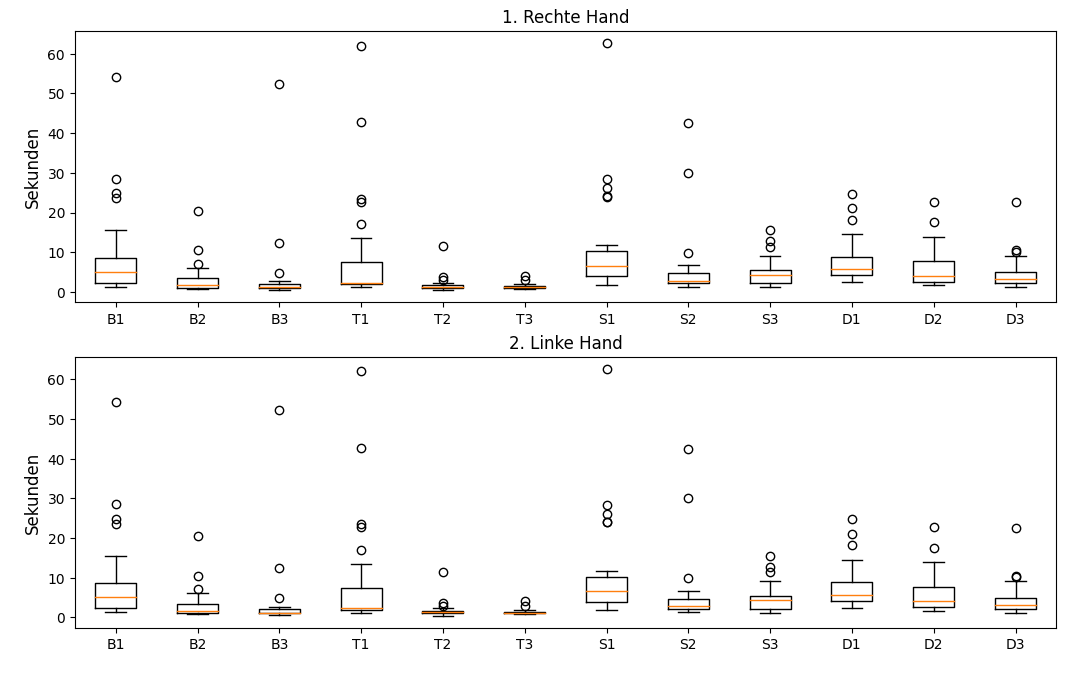 1. Rechte Hand
60
50
40
30
20
10
0
Sekunden
B1 B2 B3 T1 T2 T3 S1 S2 S3 D1 D2 D3
2. Linke Hand
60
50
40
30
20
10
0
Sekunden
B1 B2 B3 T1 T2 T3 S1 S2 S3 D1 D2 D3